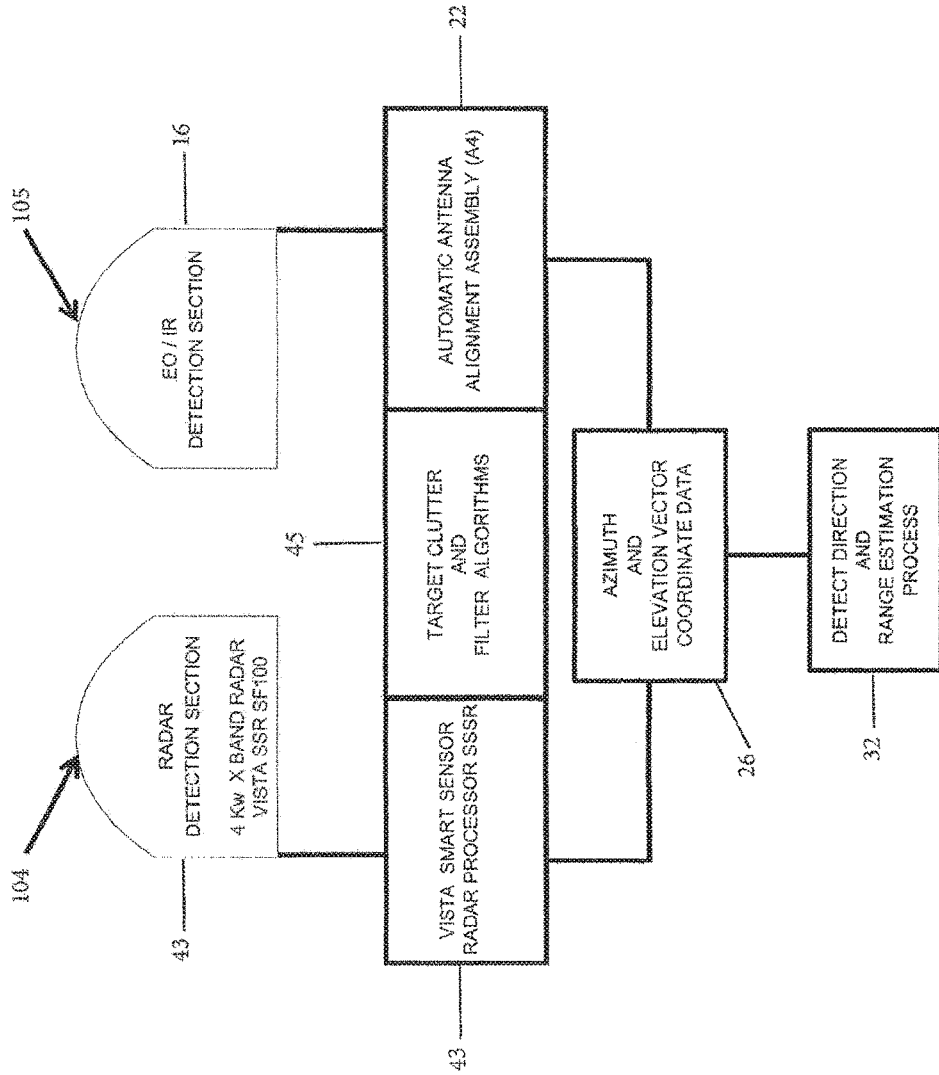 104
105
43
16
RADAR
DETECTION SECTION
4 Kw X BAND RADAR
VISTA SSR SF100
EO / IR
DETECTION SECTION
45
43
22
VISTA SMART SENSOR
RADAR PROCESSOR SSSR
TARGET CLUTTER
AND
FILTER ALGORITHMS
AUTOMATIC ANTENNA
ALIGNMENT ASSEMBLY (A4)
AZIMUTH
AND
ELEVATION VECTOR
COORDINATE DATA
26
DETECT DIRECTION
AND
RANGE ESTIMATION
PROCESS
32